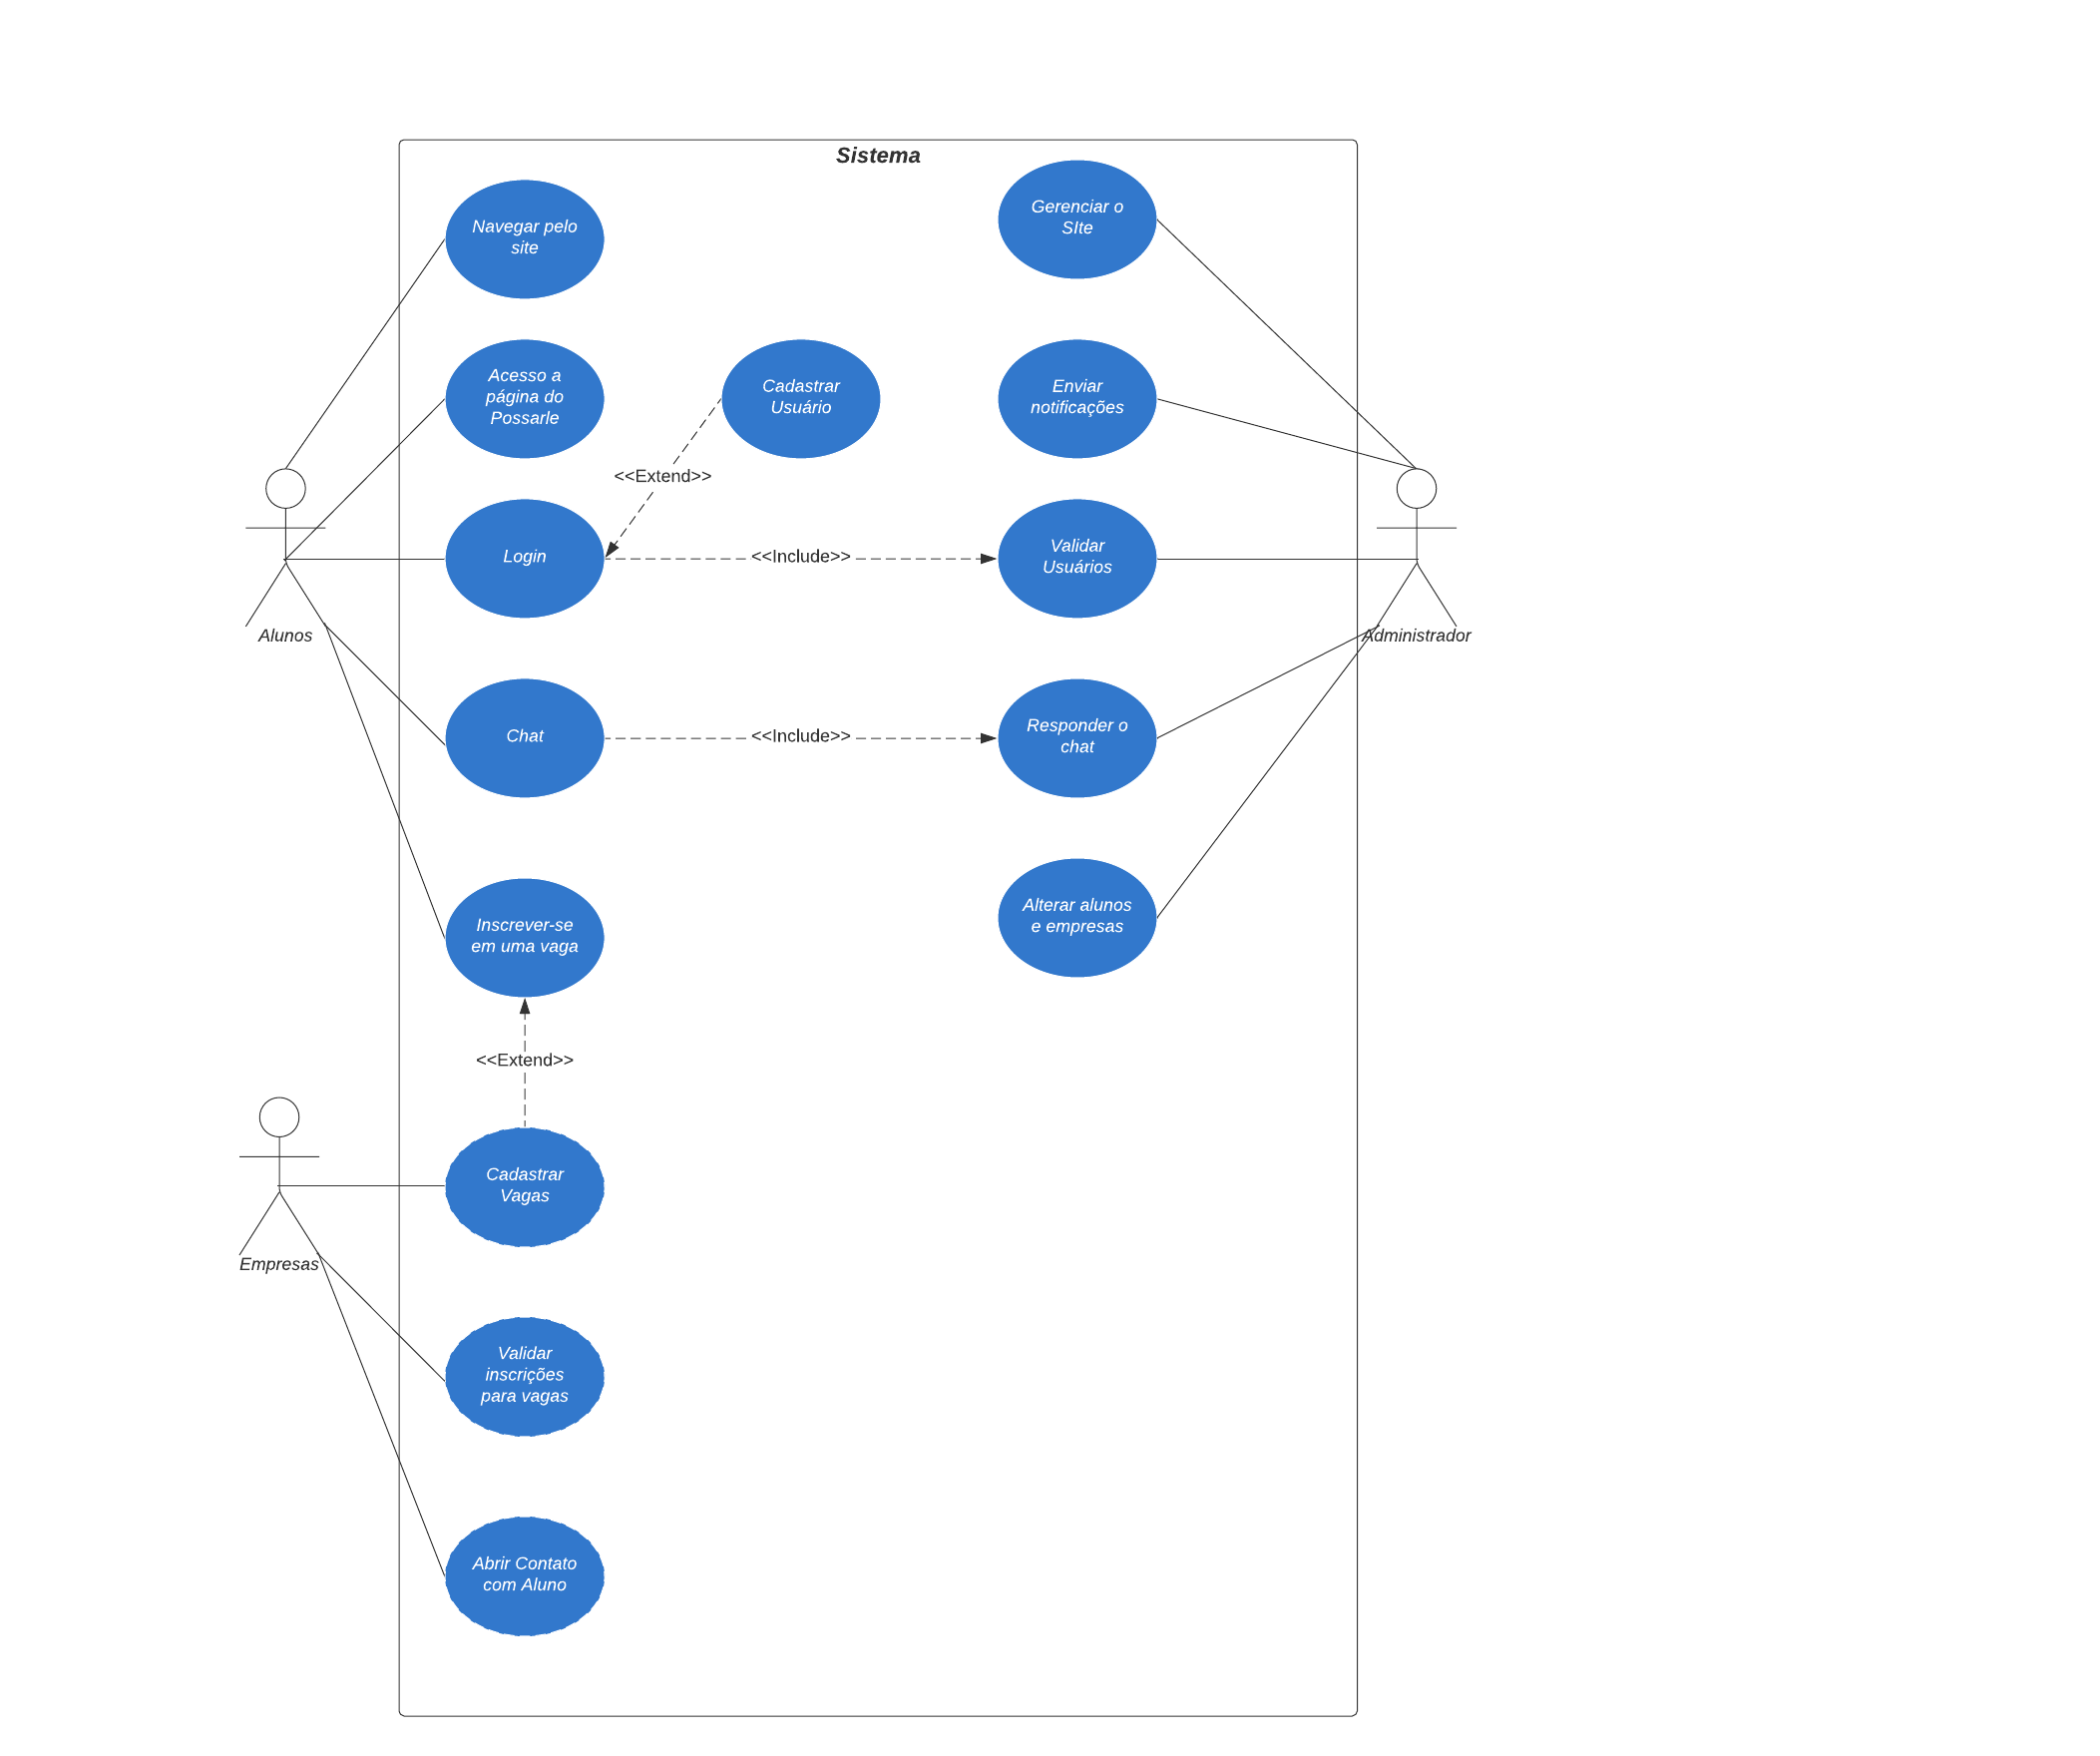 Sistema
Navegar pelo
site
Gerenciar o
SIte
Acesso a
página do
Possarle
Cadastrar
Usuário
Enviar
notificações
<<Extend>>
Login
<<Include>>
Validar
Usuários
Alunos
Administrador
Chat
<<Include>>
Responder o
chat
Inscrever-se
em uma vaga
Alterar alunos
e empresas
<<Extend>>
Cadastrar
Vagas
Empresas
Validar
inscrições
para vagas
Abrir Contato
com Aluno